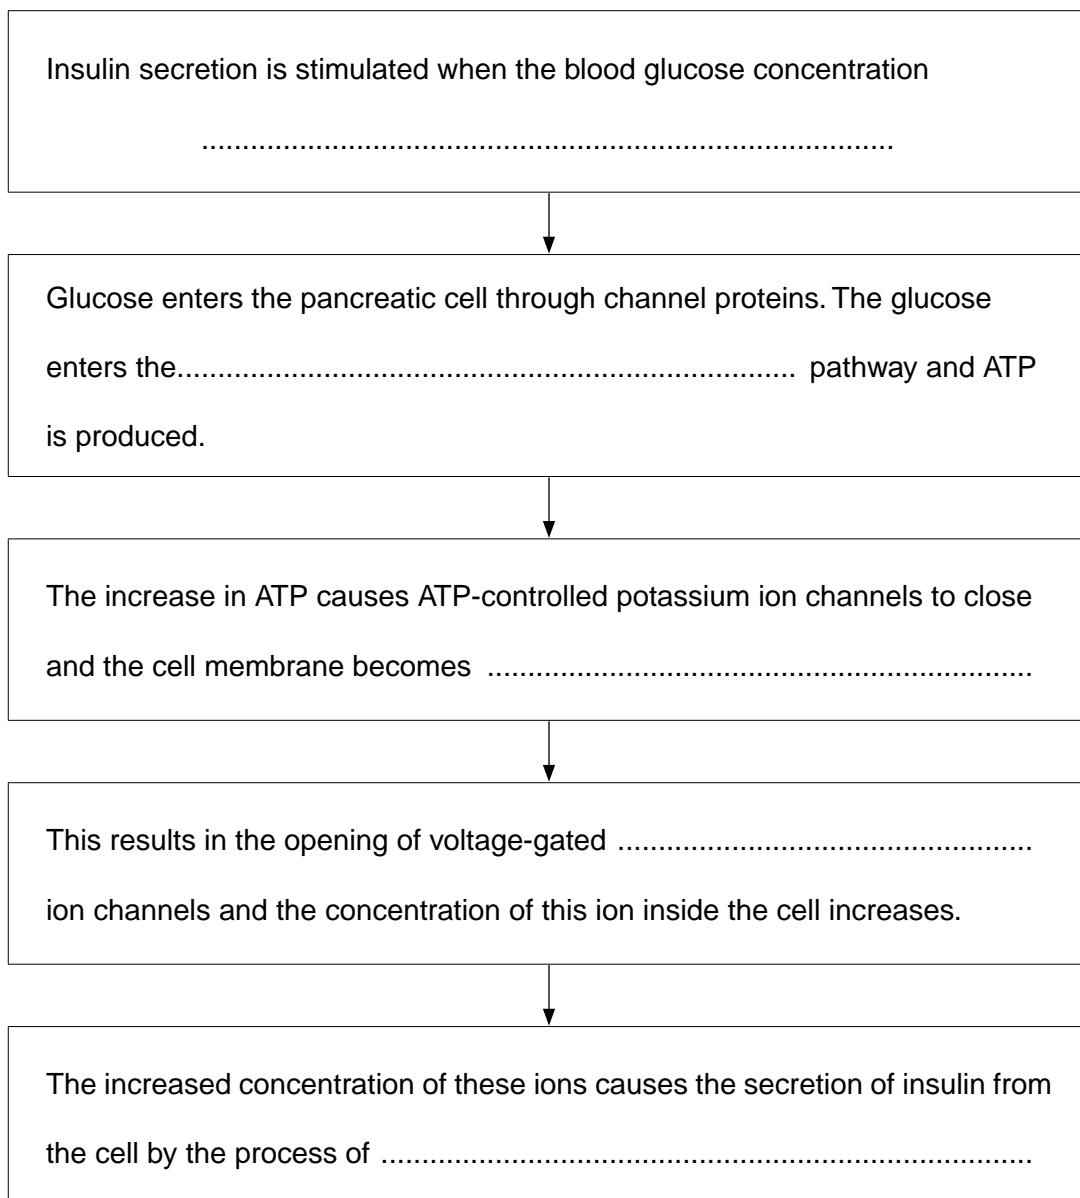 Insulin secretion is stimulated when the blood glucose concentration
.....................................................................................
Glucose enters the pancreatic cell through channel proteins. The glucose
enters the............................................................................ pathway and ATP
is produced.
The increase in ATP causes ATP-controlled potassium ion channels to close
and the cell membrane becomes ...................................................................
This results in the opening of voltage-gated ...................................................
ion channels and the concentration of this ion inside the cell increases.
The increased concentration of these ions causes the secretion of insulin from
the cell by the process of ................................................................................